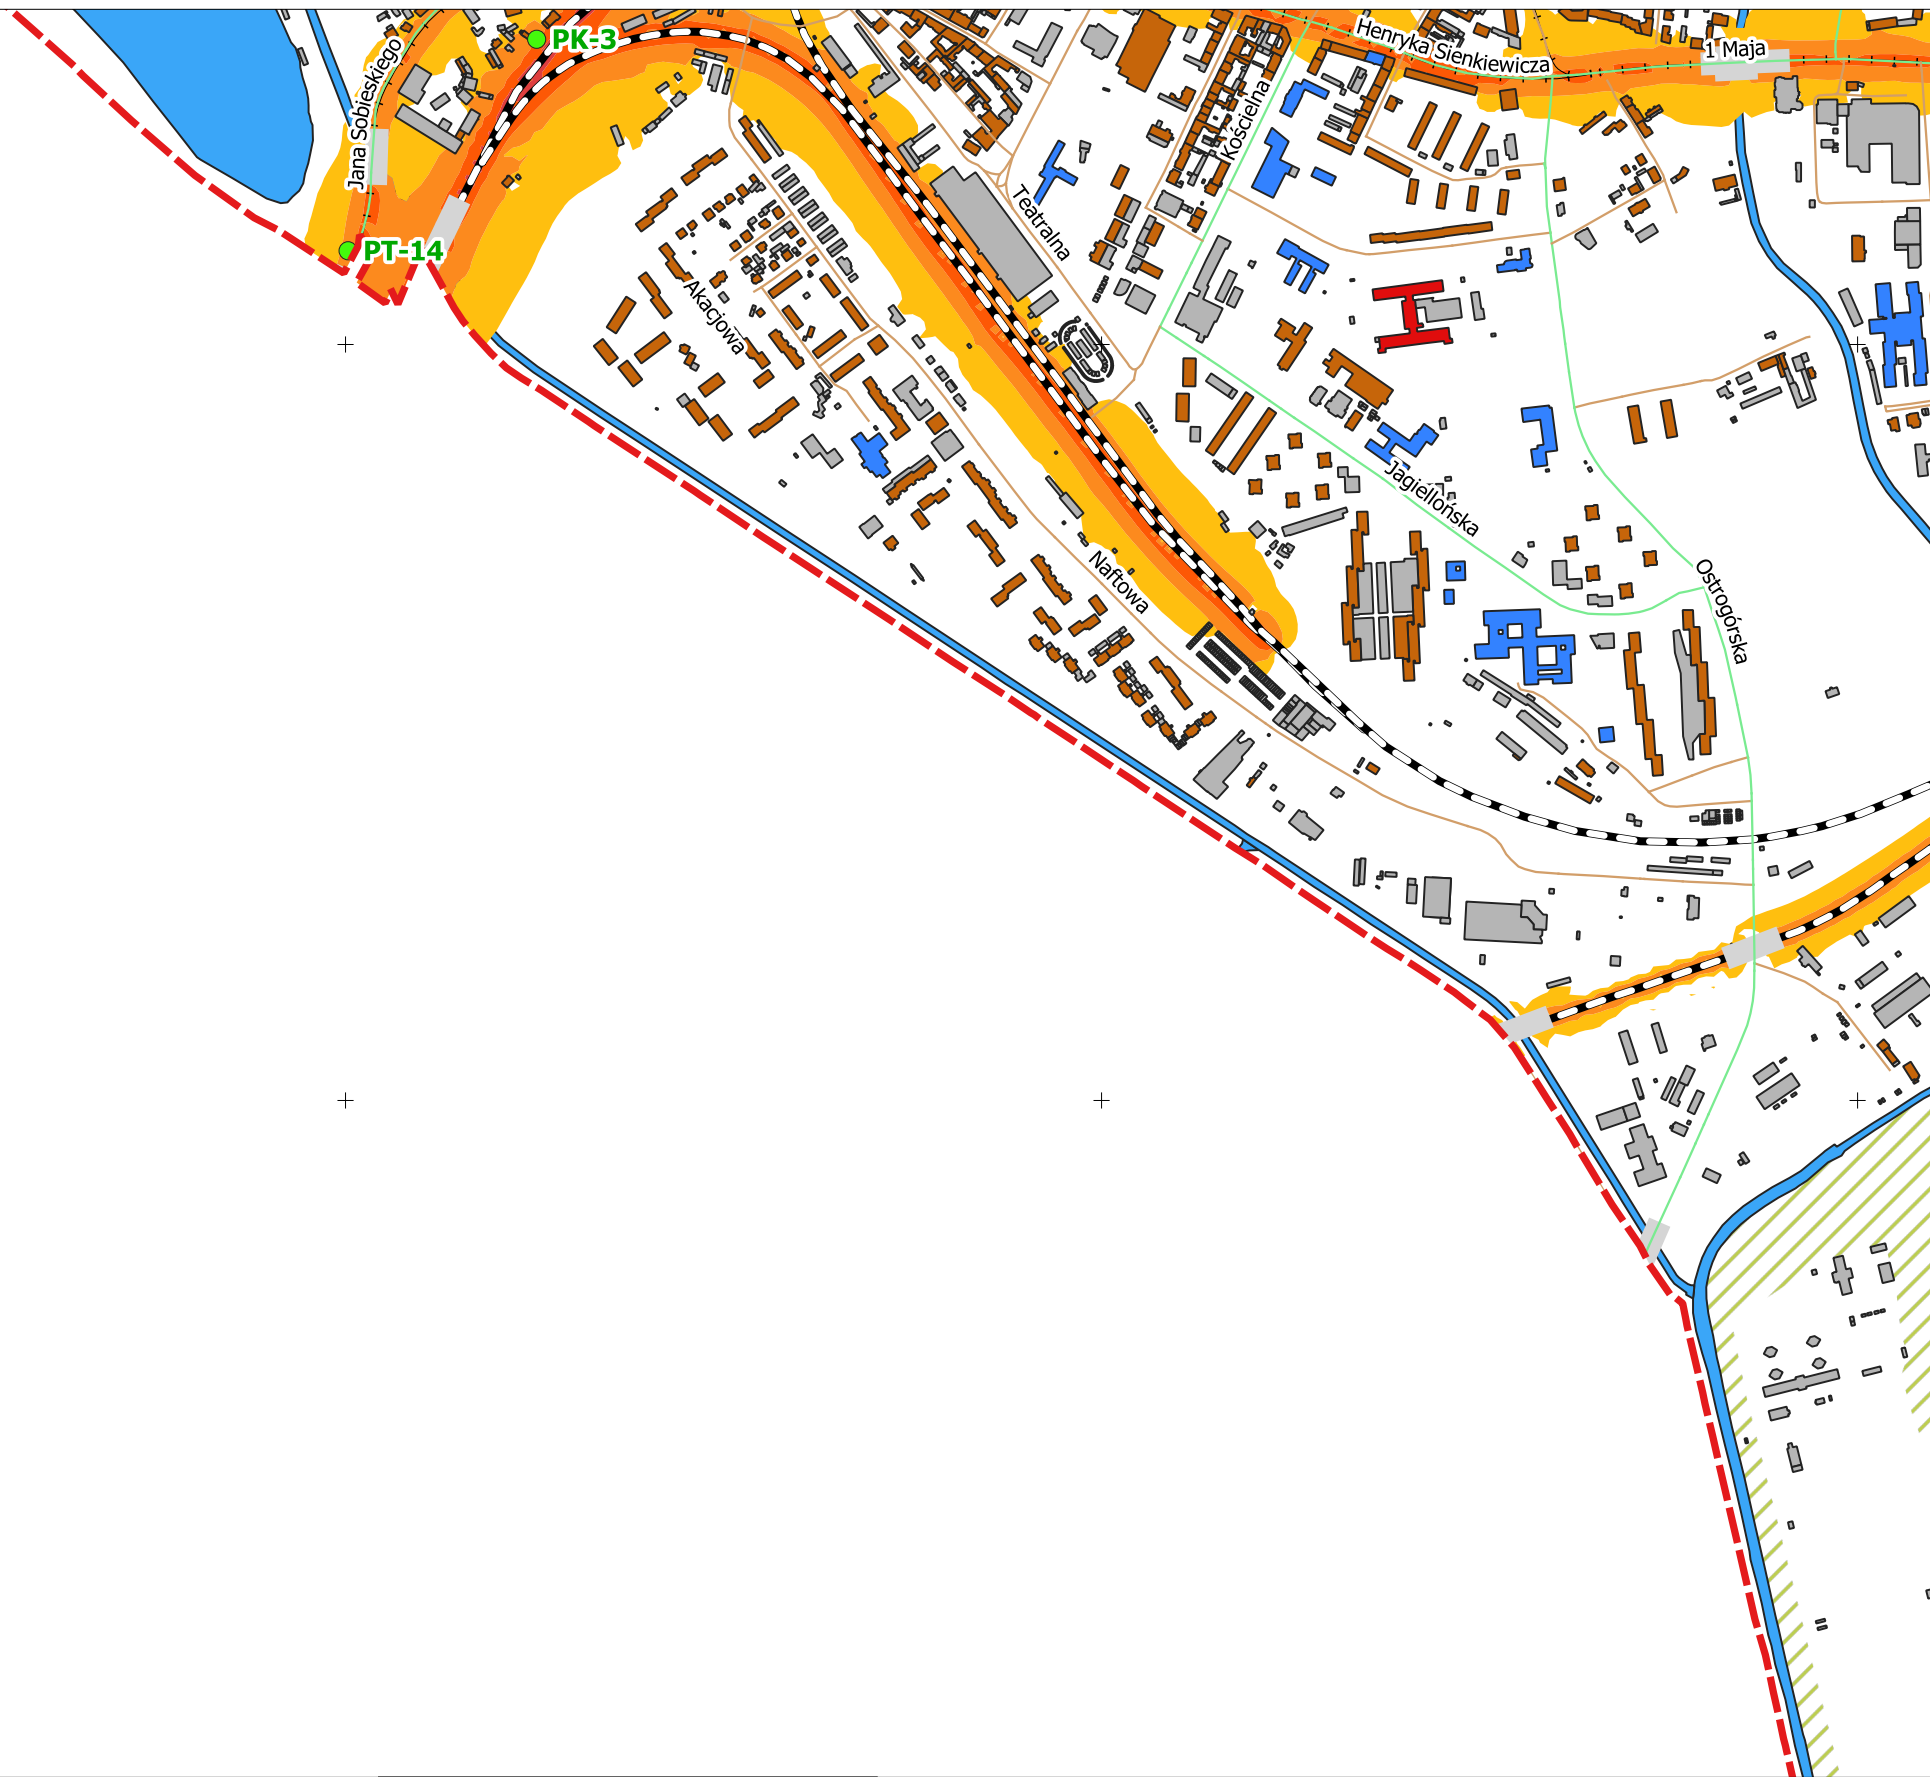 PK-3
Henryka Sienkiewicza
1 Maja
Jana Sobieskiego
Kościelna
Teatralna
PT-14
Akacjowa
Jagiellońska
Naftowa
Ostrogórska